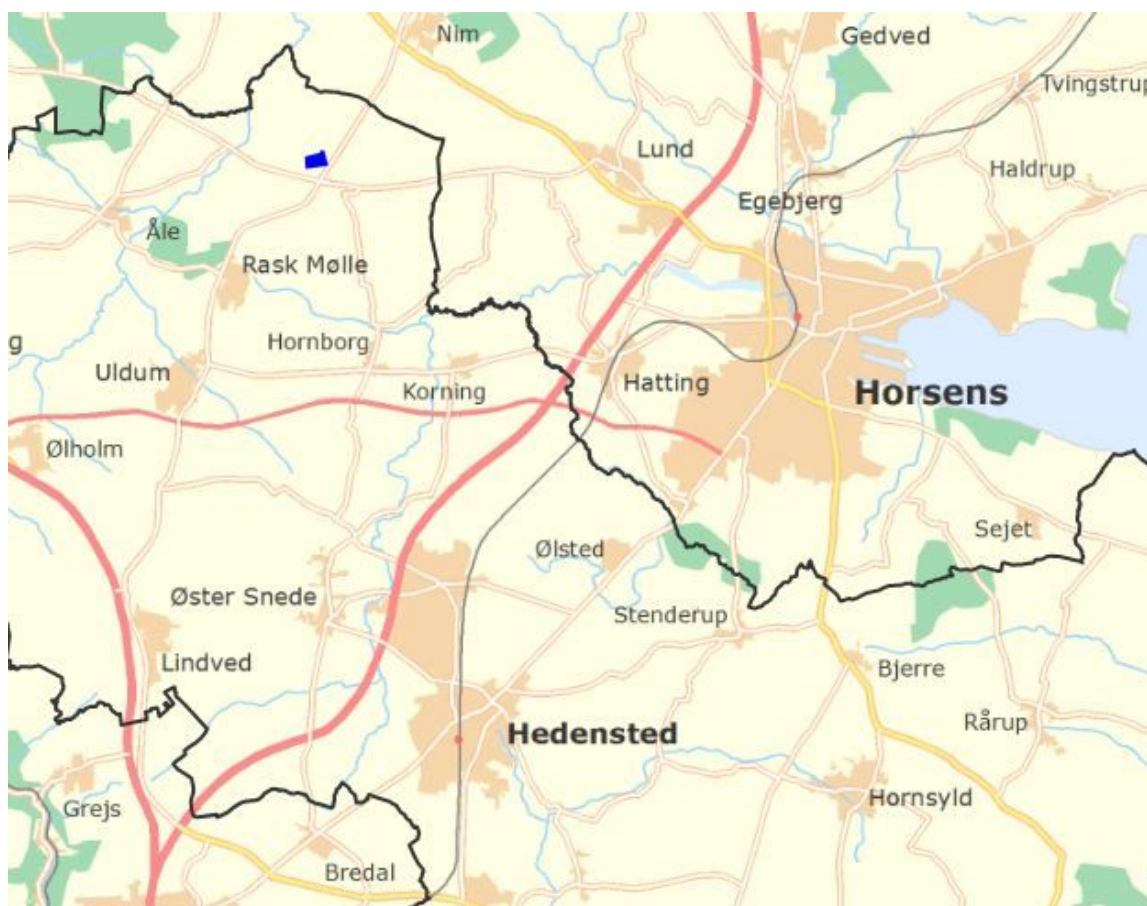 Nim
Gedved
Tvingstrup
Lund
Haldrup
Egebjerg
Åle
Rask Mølle
Hornborg
g
Uldum
Korning
Hatting
Horsens
Ølholm
Sejet
Ølsted
Øster Snede
Stenderup
Lindved
Bjerre
Rårup
Hedensted
Grejs
Hornsyld
Bredal